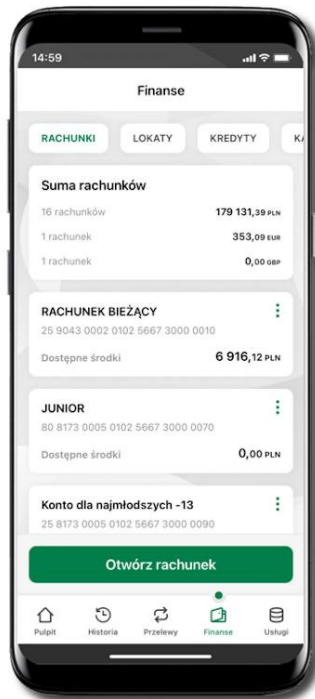 14:59
Finanse
RACHUNKI LOKATY KREDYTY K
Suma rachunków
16 rachunków 179 131,39 PLN
1 rachunek 353,09 EUR
1 rachunek 0,00 GBP
RACHUNEK BIEŻĄCY
25 9043 0002 0102 5667 3000 0010
Dostępne środki 6 916,12 PLN
JUNIOR
80 8173 0005 0102 5667 3000 0070
Dostępne środki 0,00 PLN
Konto dla najmłodszych -13
25 8173 0005 0102 5667 3000 0090
Otwórz rachunek
Pulpit Historia Przelewy Finanse Usługi